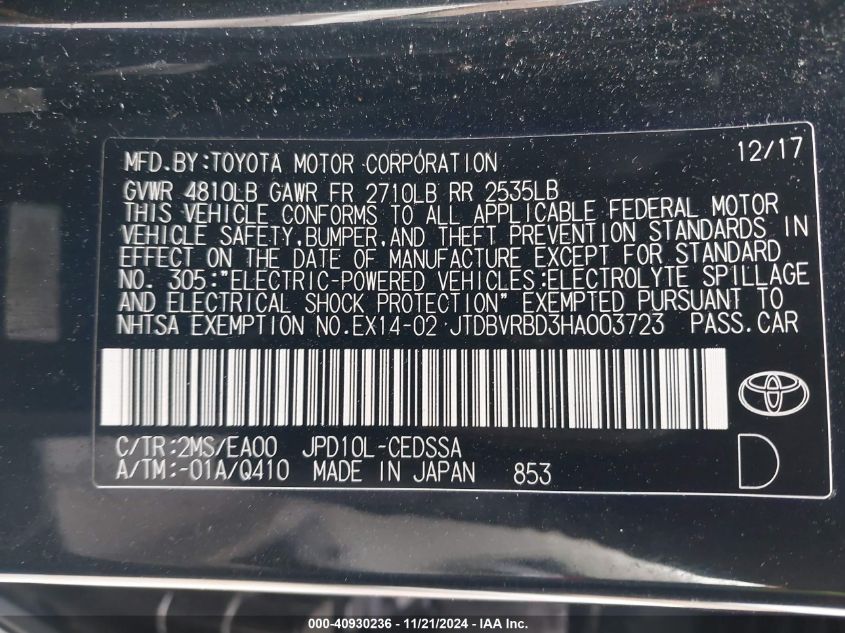 12/17
MFD.BY:TOYOTA MOTOR CORPORATION
GVWR 4810LB GAWR FR 2710LB RR 2535LB
THIS VEHICLE CONFORMS TO ALL APPLICABLE FEDERAL MOTOR
VEHICLE SAFETY,BUMPER,AND THEFT PREVENTION STANDARDS IN
EFFECT ON THE DATE OF MANUFACTURE EXCEPT FOR STANDARD
NO. 305:"ELECTRIC-POWERED VEHICLES:ELECTROLYTE SPILLAGE
AND ELECTRICAL SHOCK PROTECTION" EXEMPTED PURSUANT TO
NHTSA EXEMPTION NO.EX14-02 JTDBVRBD3HA003723 PASS.CAR
C/TR:2MS/EA00 JPD10L-CEDSSA
A/TM:-01A/Q410 MADE IN JAPAN 853
D
000-40930236 - 11/21/2024 - IAAI.com